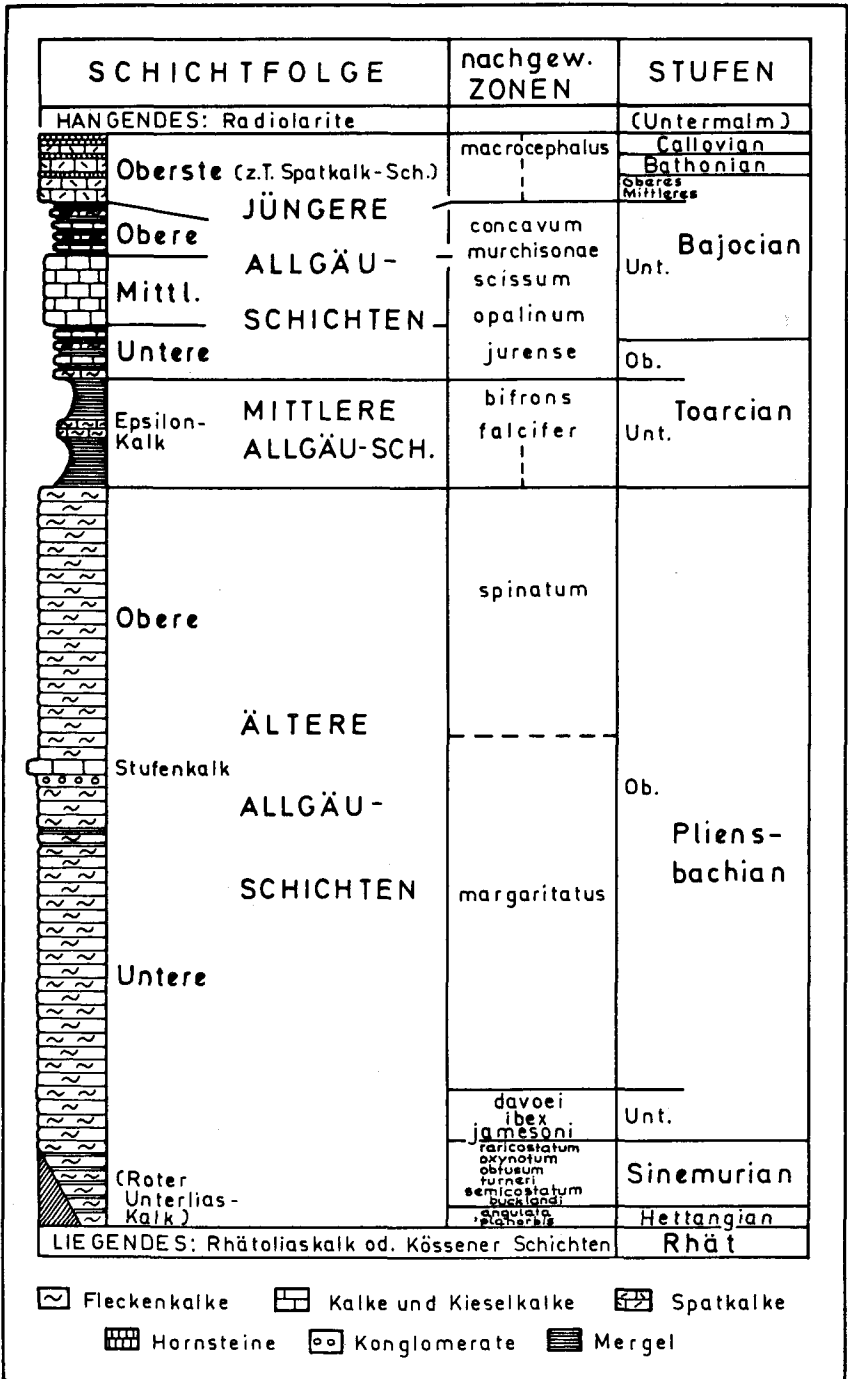 SCHICHTFOLGE
nachgew.
ZONEN
STUFEN
HANGENDES: Radiolarite
(Untermalm)
Oberste (z.T. Spatkalk-Sch.)
macrocephalus
Callovian
Bathonian
Oberes
Mittleres
JÜNGERE
Obere
concavum
murchisonae
Bajocian
ALLGÄU-
Unt.
Mittl.
scissum
SCHICHTEN
opalinum
Untere
jurense
Ob.
Epsilon-
Kalk
MITTLERE
ALLGÄU-SCH.
bifrons
falcifer
Unt.
Toarcian
Obere
spinatum
ÄLTERE
Stufenkalk
ALLGÄU-
Ob.
Pliens-
bachian
SCHICHTEN
margaritatus
Untere
davoei
ibex
jamesoni
Unt.
raricostatum
oxynotum
obtusum
turneri
semicostatum
bucklandi
Sinemurian
(Roter
Unterlias-
Kalk)
angulata
planorbis
Hettangian
LIEGENDES: Rhätoliaskalk od. Kössener Schichten
Rhät
Fleckenkalke
Kalke und Kieselkalke
Spatkalke
Hornsteine
Konglomerate
Mergel